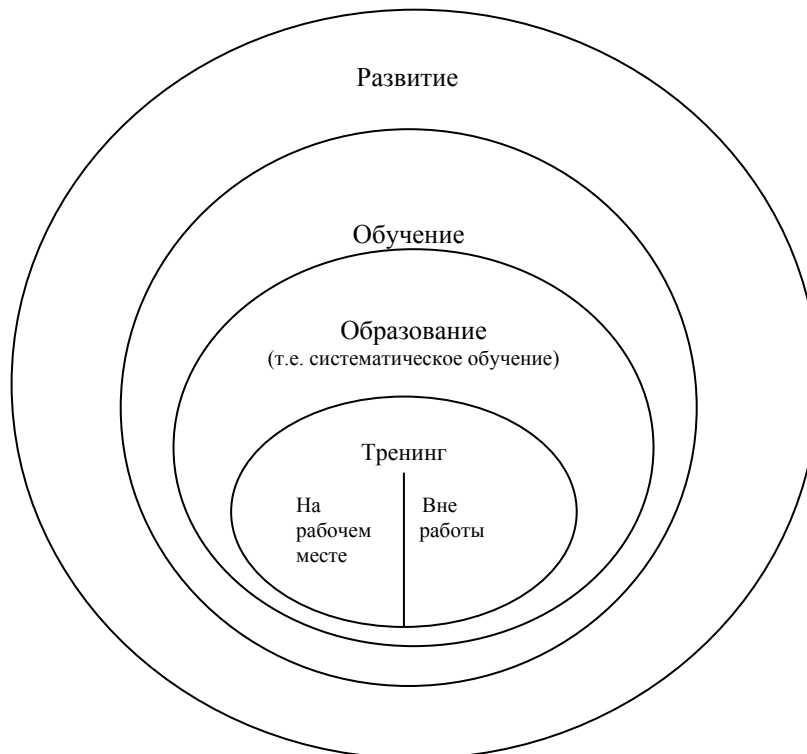 Развитие
Обучение
Образование
(т.е. систематическое обучение)
Тренинг
На
рабочем
месте
Вне
работы